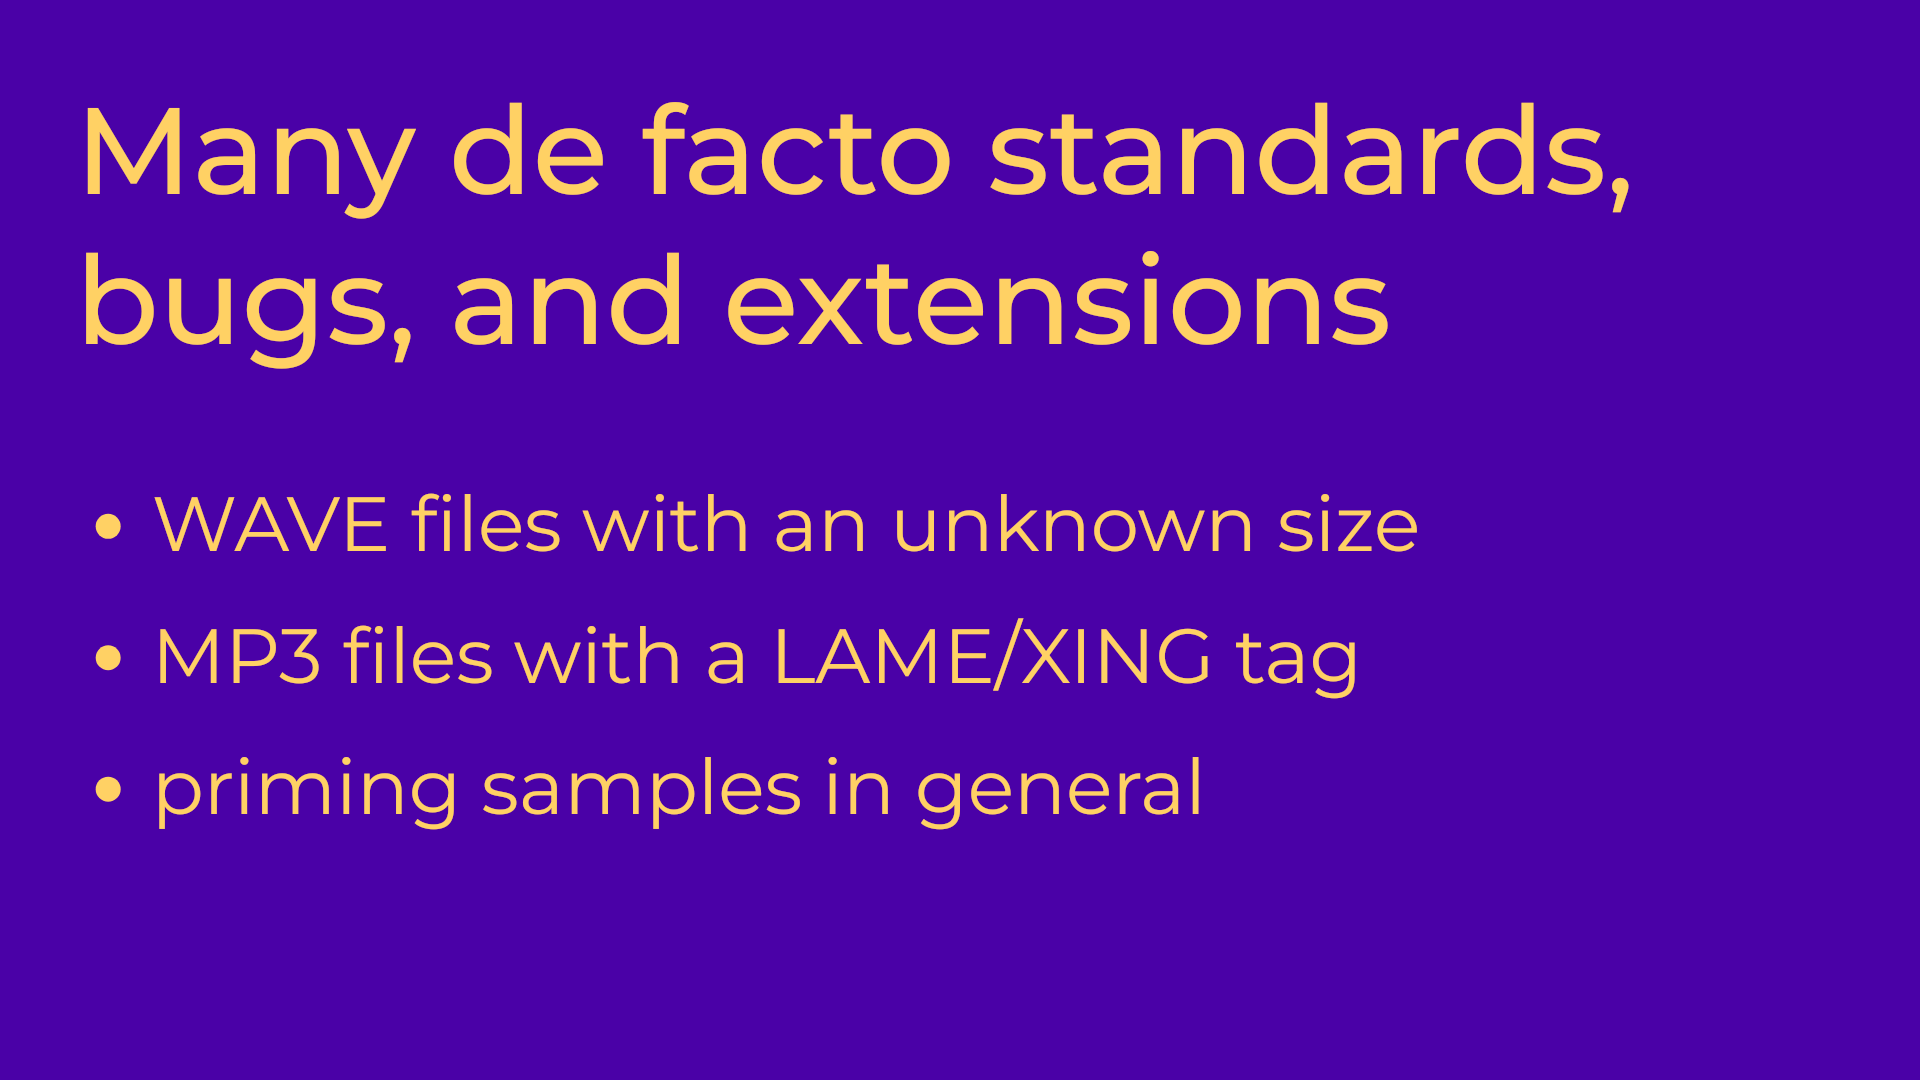 Many de facto standards,
bugs, and extensions
• WAVE files with an unknown size
• MP3 files with a LAME/XING tag
• priming samples in general